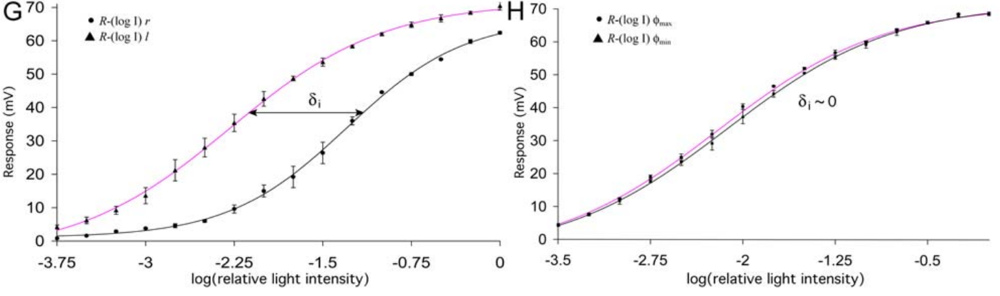 G
R-(log I) r
R-(log I) l
70
60
50
40
30
20
10
0
Response (mV)
δi
-3.75
-3
-2.25
-1.5
-0.75
0
log(relative light intensity)
H
R-(log I) ϕmax
R-(log I) ϕmin
70
60
50
40
30
20
10
0
Response (mV)
δi ~ 0
-3.5
-2.75
-2
-1.25
-0.5
log(relative light intensity)